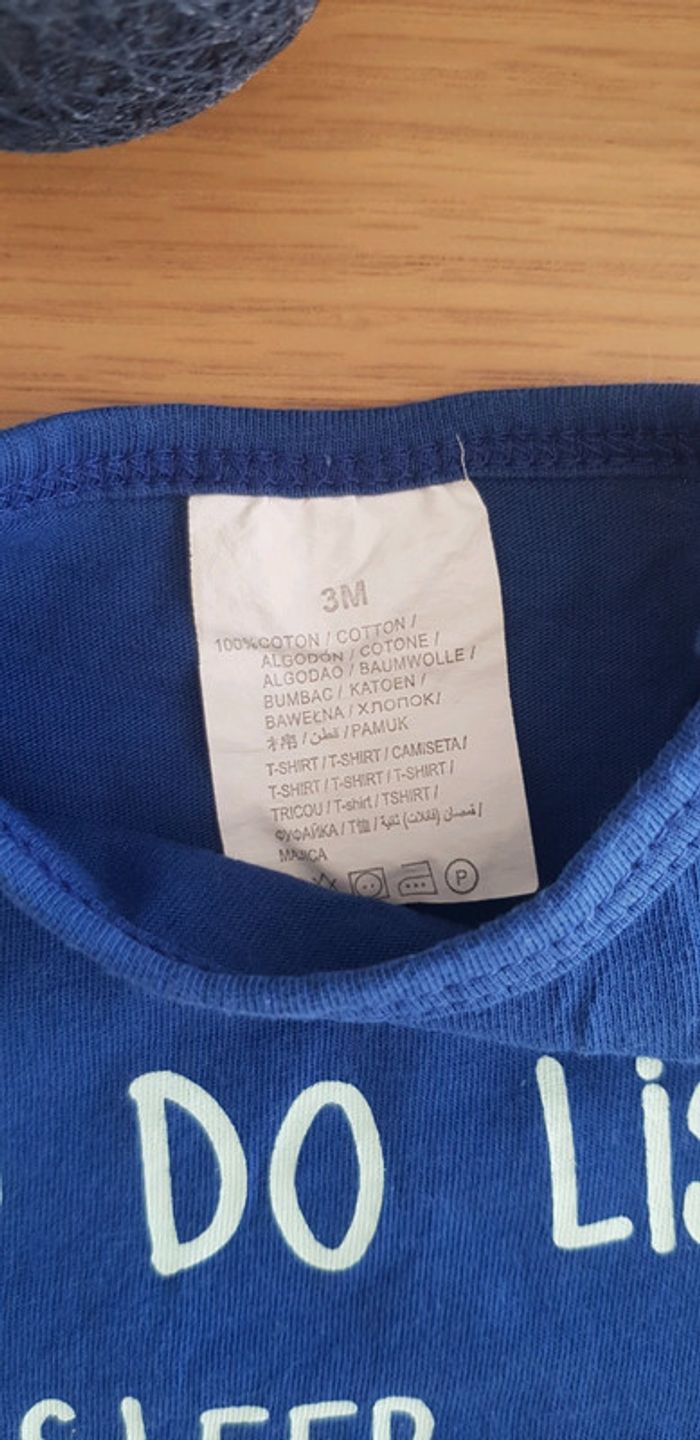 3M
100%COTON / COTTON /
ALGODÓN / COTONE /
ALGODAO / BAUMWOLLE /
BUMBAC / KATOEN /
BAWEŁNA / ХЛОПОК/
棉 / قطن / PAMUK
T-SHIRT / T-SHIRT / CAMISETA/
T-SHIRT / T-SHIRT / T-SHIRT /
TRICOU / T-shirt / TSHIRT /
ФУФАЙКА / T恤 / قمصان (فانلات) ثانية /
MAJICA
P
DO LiS
SLEEP